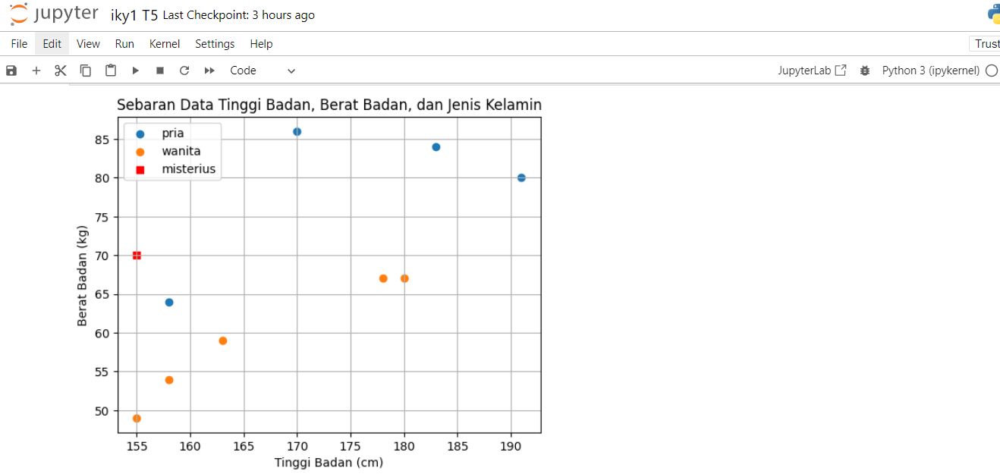 jupyter iky1 T5 Last Checkpoint: 3 hours ago
File Edit View Run Kernel Settings Help Trust
Code JupyterLab Python 3 (ipykernel)
Sebaran Data Tinggi Badan, Berat Badan, dan Jenis Kelamin
pria
wanita
misterius
85
80
75
70
65
60
55
50
Berat Badan (kg)
155 160 165 170 175 180 185 190
Tinggi Badan (cm)